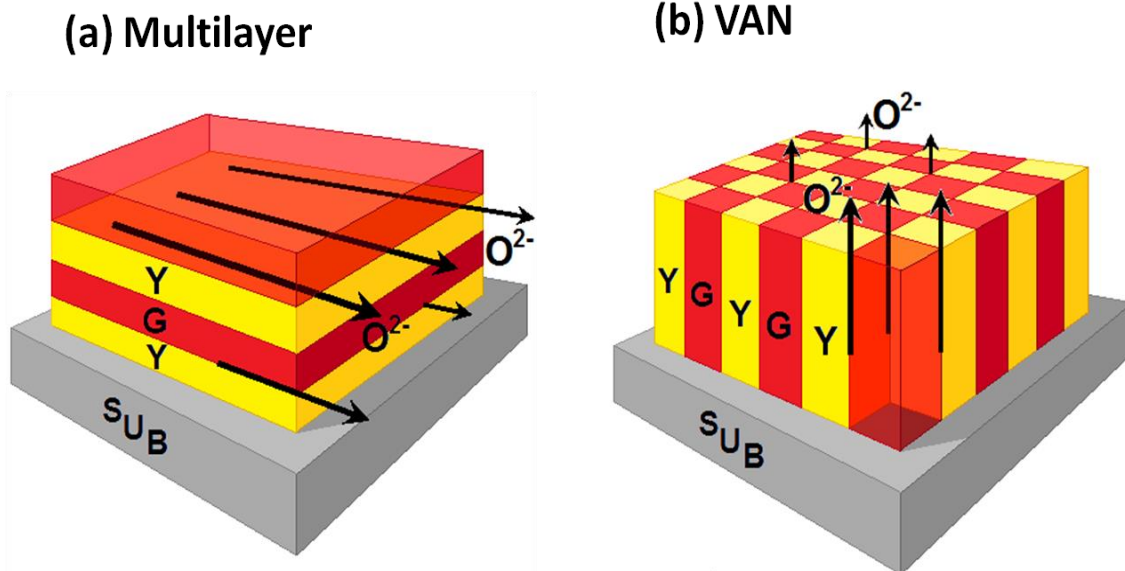 (a) Multilayer
(b) VAN
O²⁻
Y
G
O²⁻
Y
SUB
O²⁻
O²⁻
Y
G
Y
G
Y
SUB